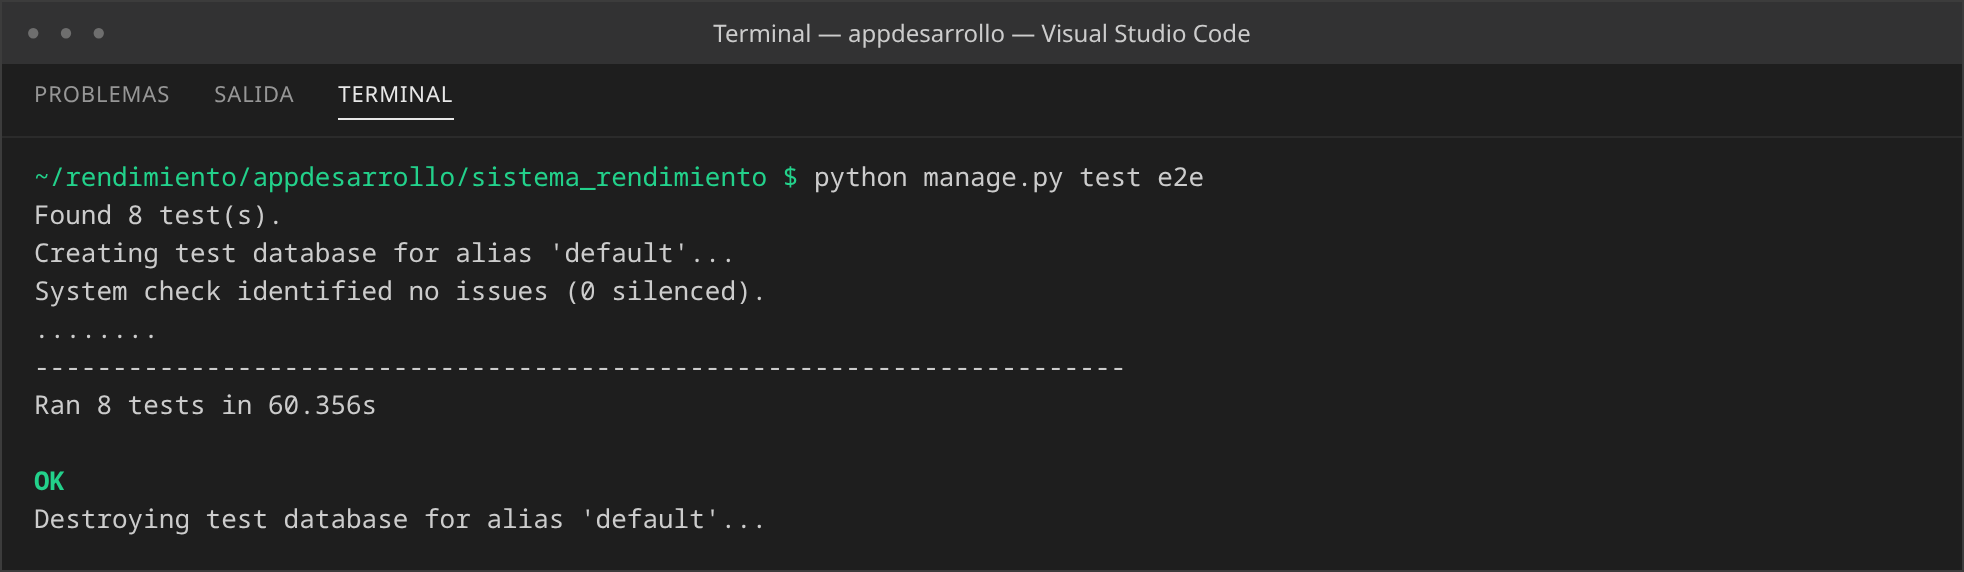 Terminal — appdesarrollo — Visual Studio Code
PROBLEMAS SALIDA TERMINAL
~/rendimiento/appdesarrollo/sistema_rendimiento $ python manage.py test e2e
Found 8 test(s).
Creating test database for alias 'default'...
System check identified no issues (0 silenced).
........
----------------------------------------------------------------------
Ran 8 tests in 60.356s
OK
Destroying test database for alias 'default'...